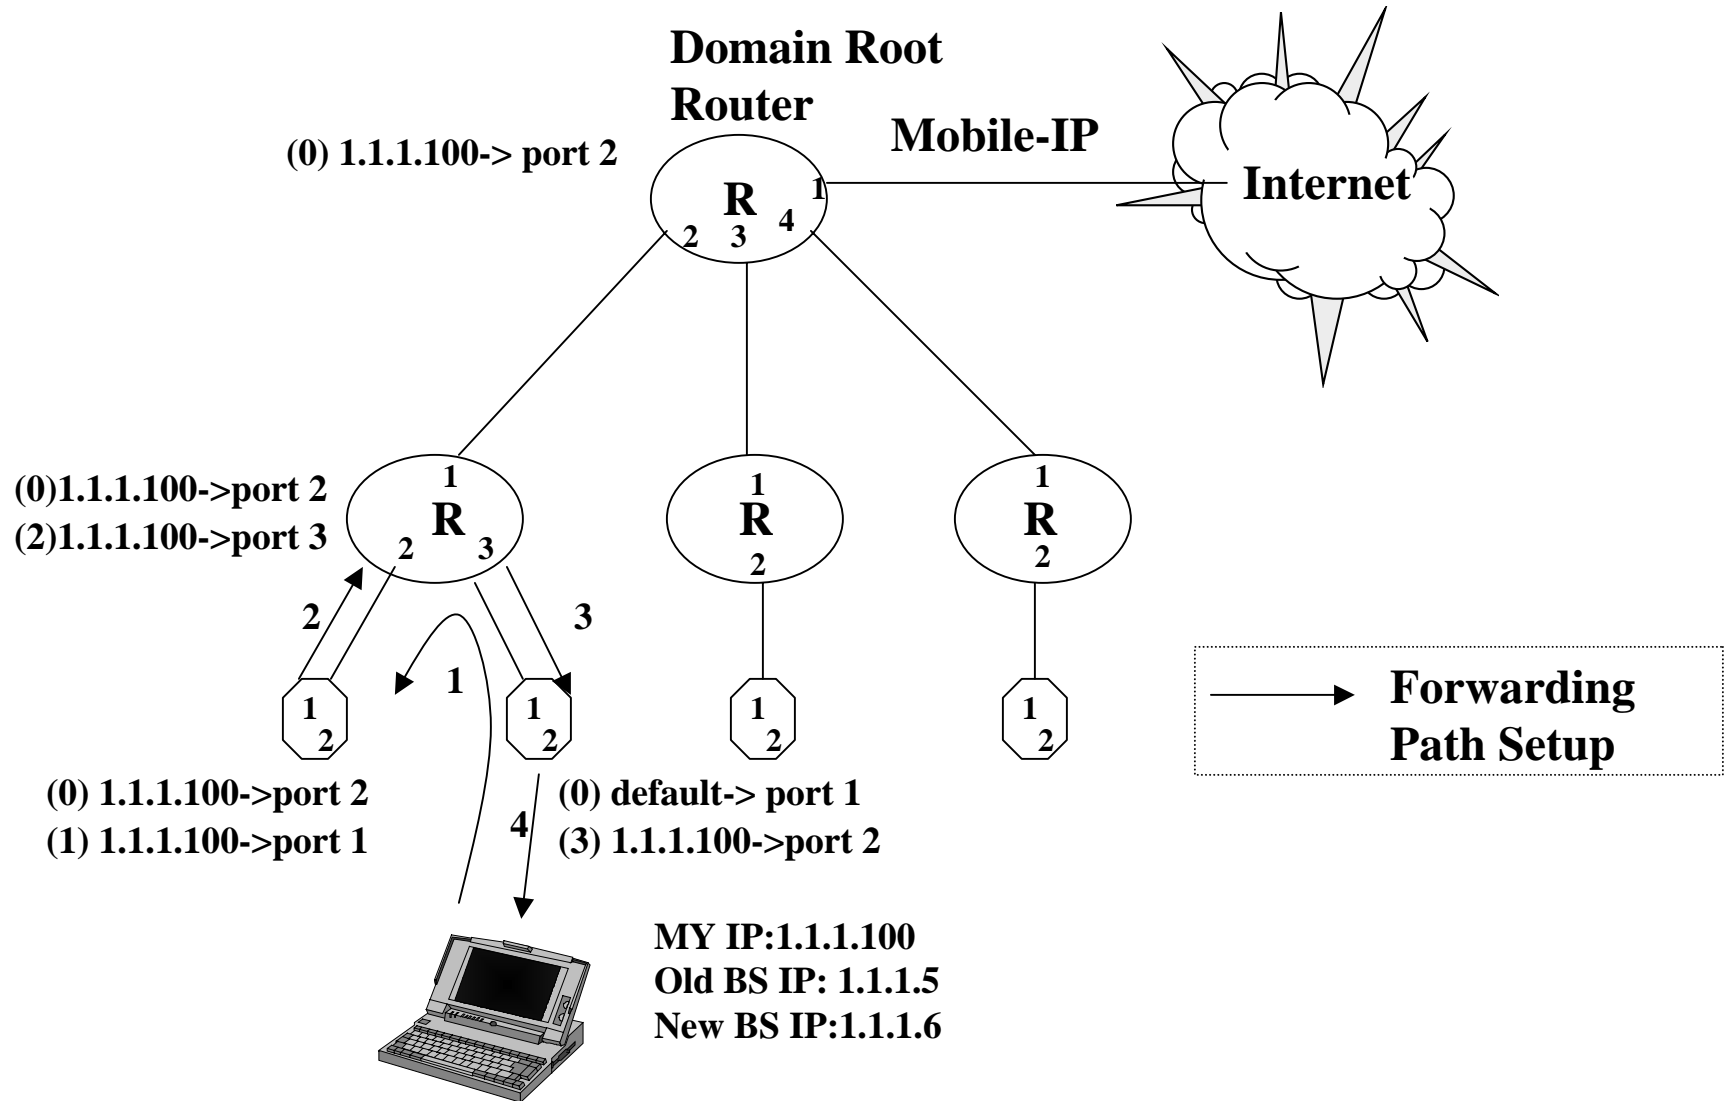 Domain Root
Router
Mobile-IP
(0) 1.1.1.100-> port 2
Internet
R
1
2
3
4
(0)1.1.1.100->port 2
(2)1.1.1.100->port 3
1
R
2
3
1
R
2
1
R
2
2
3
1
1
2
1
2
1
2
1
2
Forwarding
Path Setup
(0) 1.1.1.100->port 2
(1) 1.1.1.100->port 1
4
(0) default-> port 1
(3) 1.1.1.100->port 2
MY IP:1.1.1.100
Old BS IP: 1.1.1.5
New BS IP:1.1.1.6